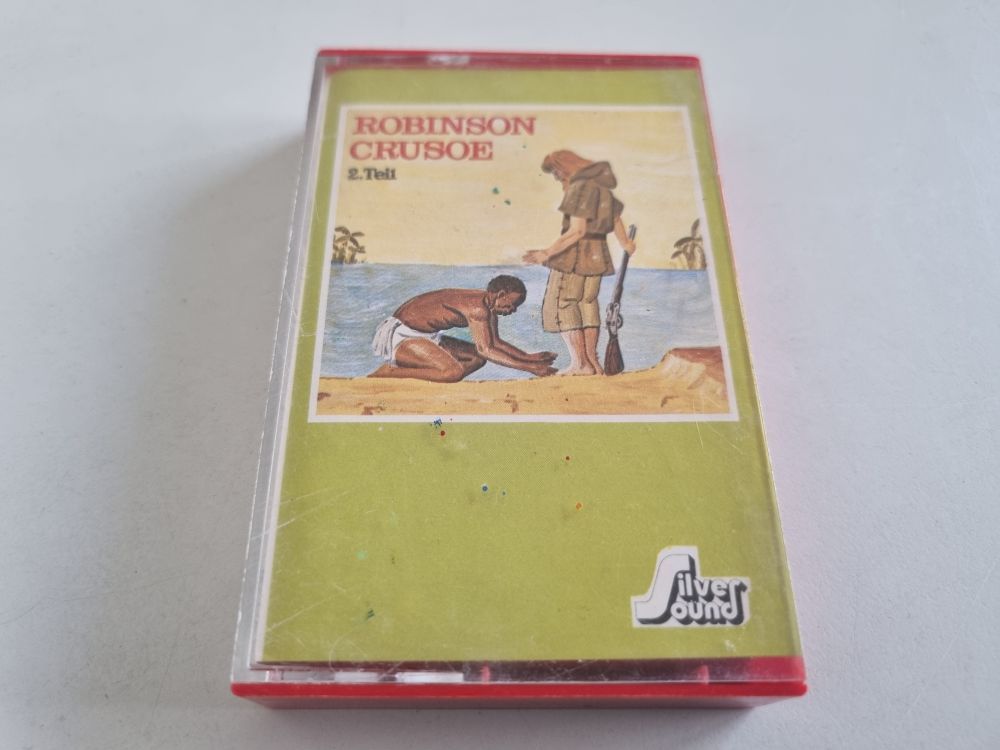 ROBINSON
CRUSOE
2.Teil
Silver
Sound